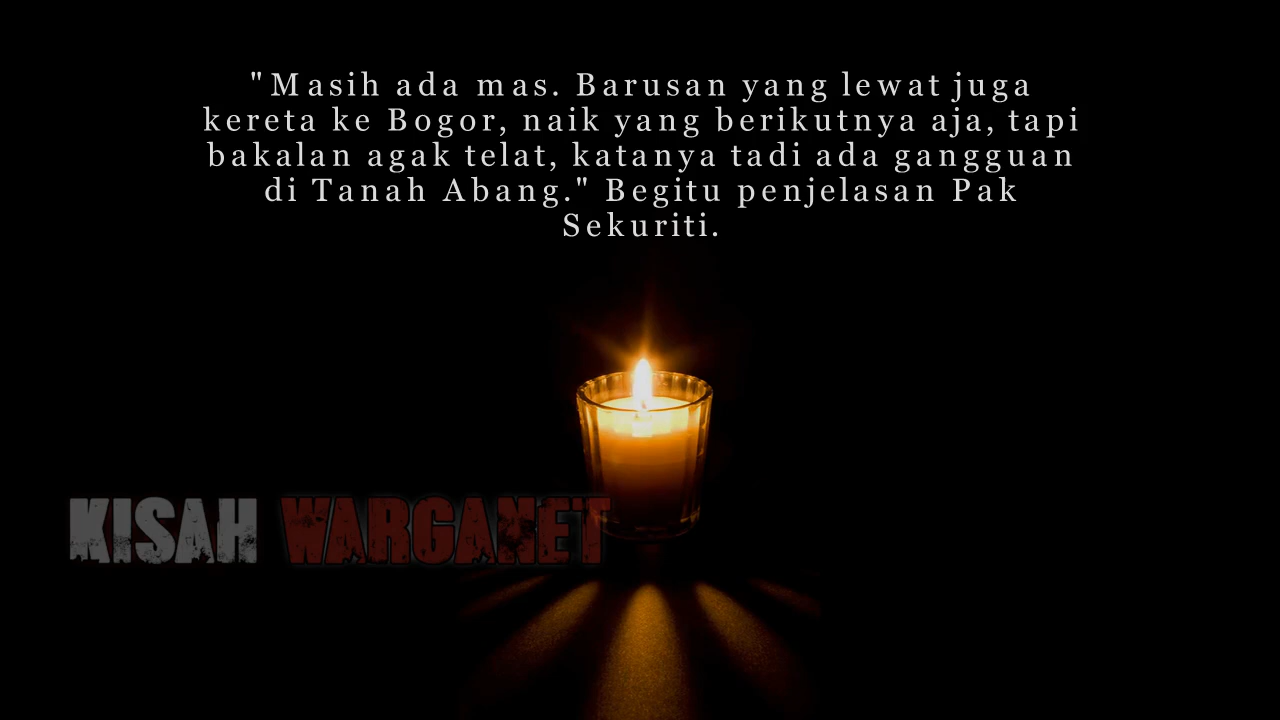 "Masih ada mas. Barusan yang lewat juga
kereta ke Bogor, naik yang berikutnya aja, tapi
bakalan agak telat, katanya tadi ada gangguan
di Tanah Abang." Begitu penjelasan Pak
Sekuriti.
KISAH WARGANET